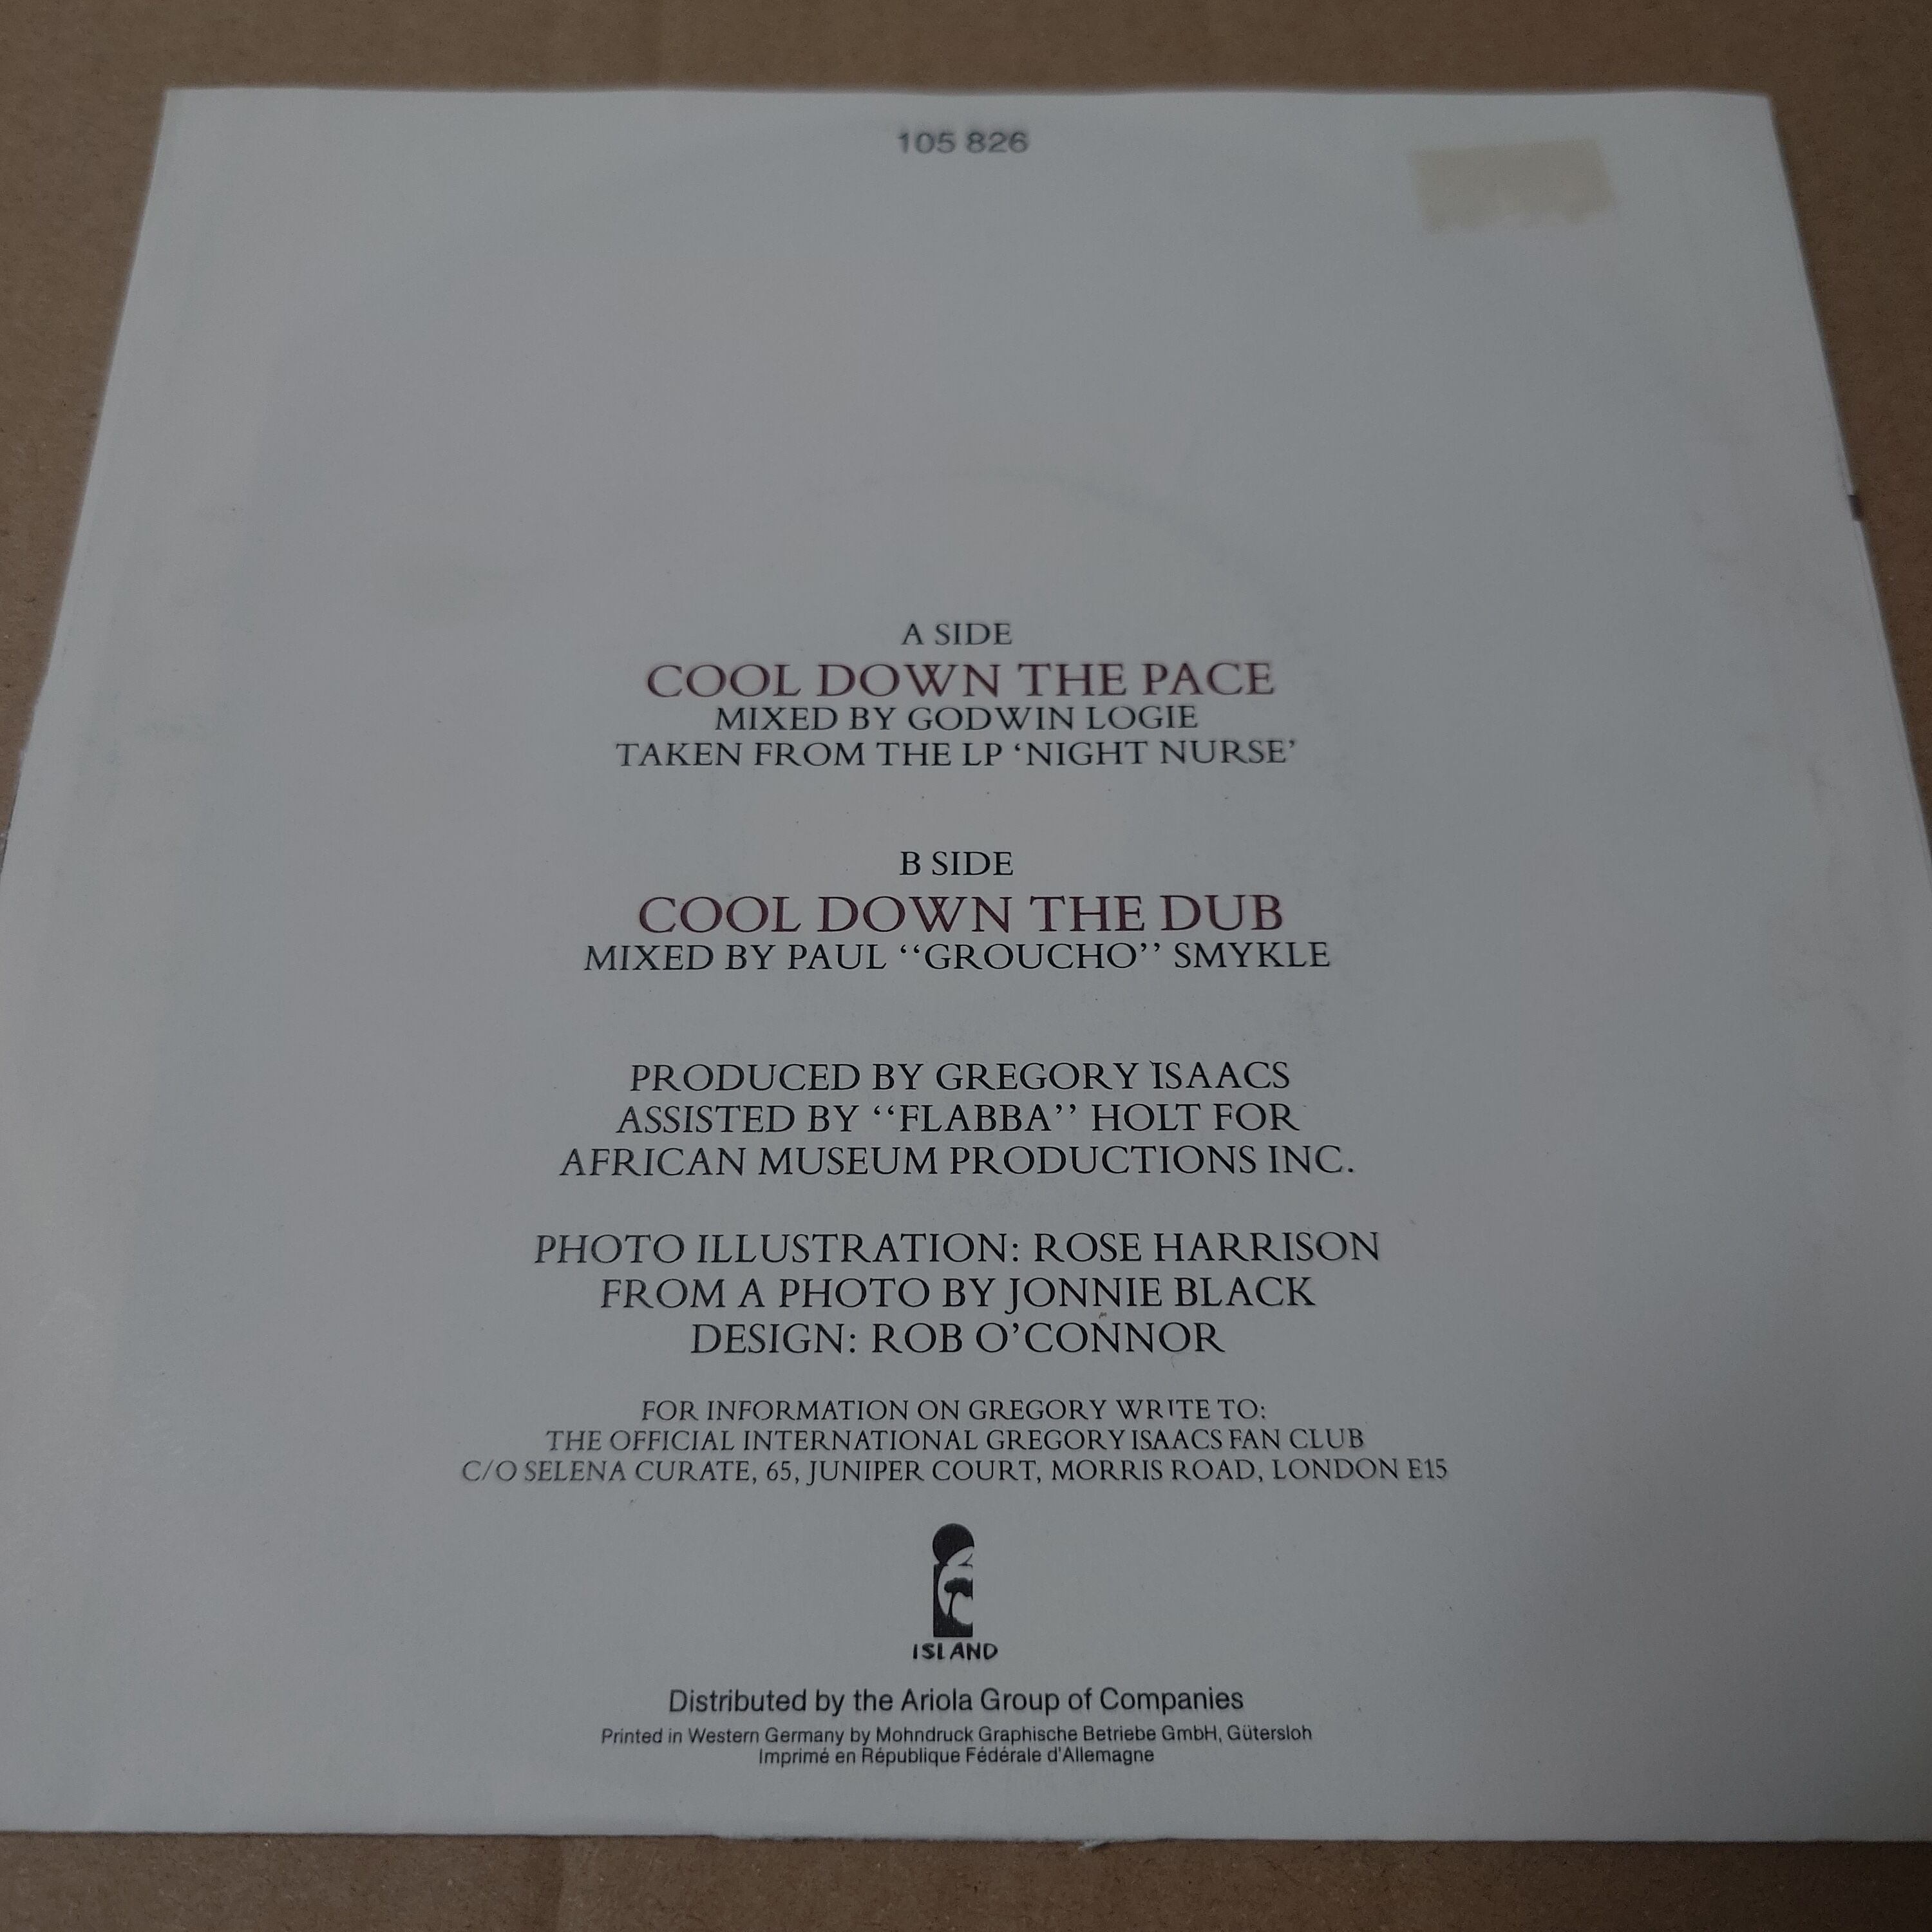 105 826
A SIDE
COOL DOWN THE PACE
MIXED BY GODWIN LOGIE
TAKEN FROM THE LP ‘NIGHT NURSE’
B SIDE
COOL DOWN THE DUB
MIXED BY PAUL “GROUCHO” SMYKLE
PRODUCED BY GREGORY ISAACS
ASSISTED BY “FLABBA” HOLT FOR
AFRICAN MUSEUM PRODUCTIONS INC.
PHOTO ILLUSTRATION: ROSE HARRISON
FROM A PHOTO BY JONNIE BLACK
DESIGN: ROB O’CONNOR
FOR INFORMATION ON GREGORY WRITE TO:
THE OFFICIAL INTERNATIONAL GREGORY ISAACS FAN CLUB
C/O SELENA CURATE, 65, JUNIPER COURT, MORRIS ROAD, LONDON E15
ISLAND
Distributed by the Ariola Group of Companies
Printed in Western Germany by Mohndruck Graphische Betriebe GmbH, Gütersloh
Imprimé en République Fédérale d'Allemagne